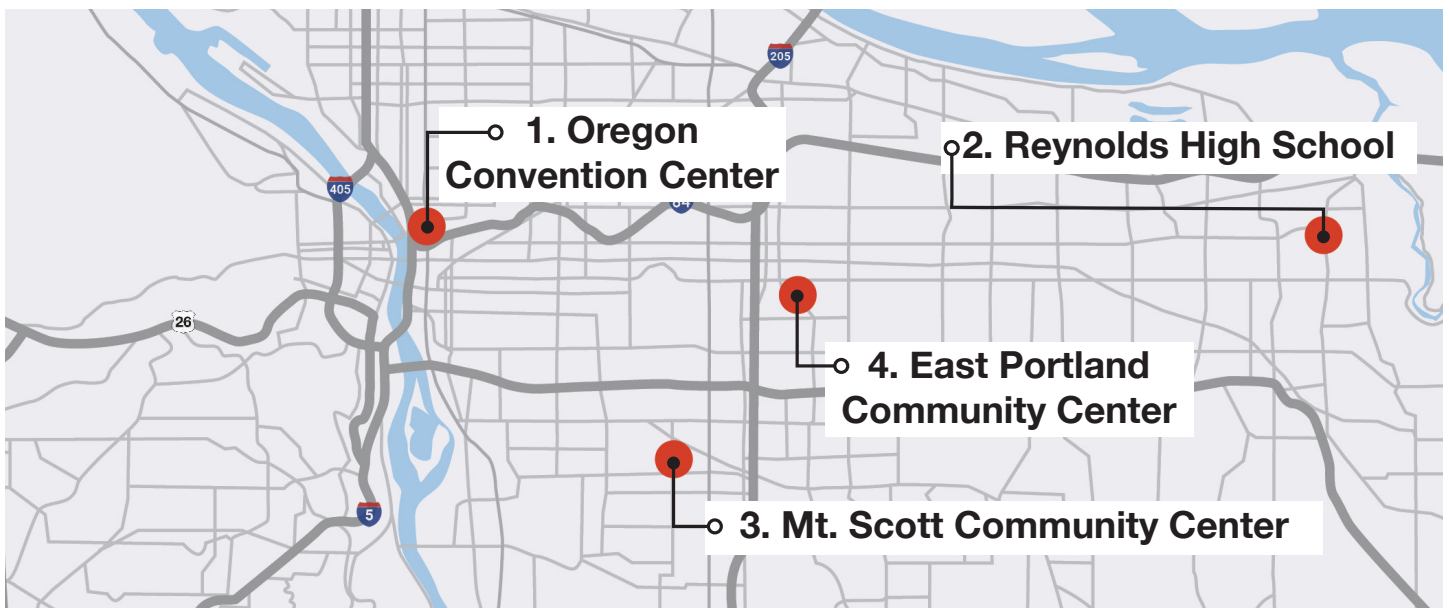 205
1. Oregon
Convention Center
2. Reynolds High School
405
84
26
4. East Portland
Community Center
5
3. Mt. Scott Community Center